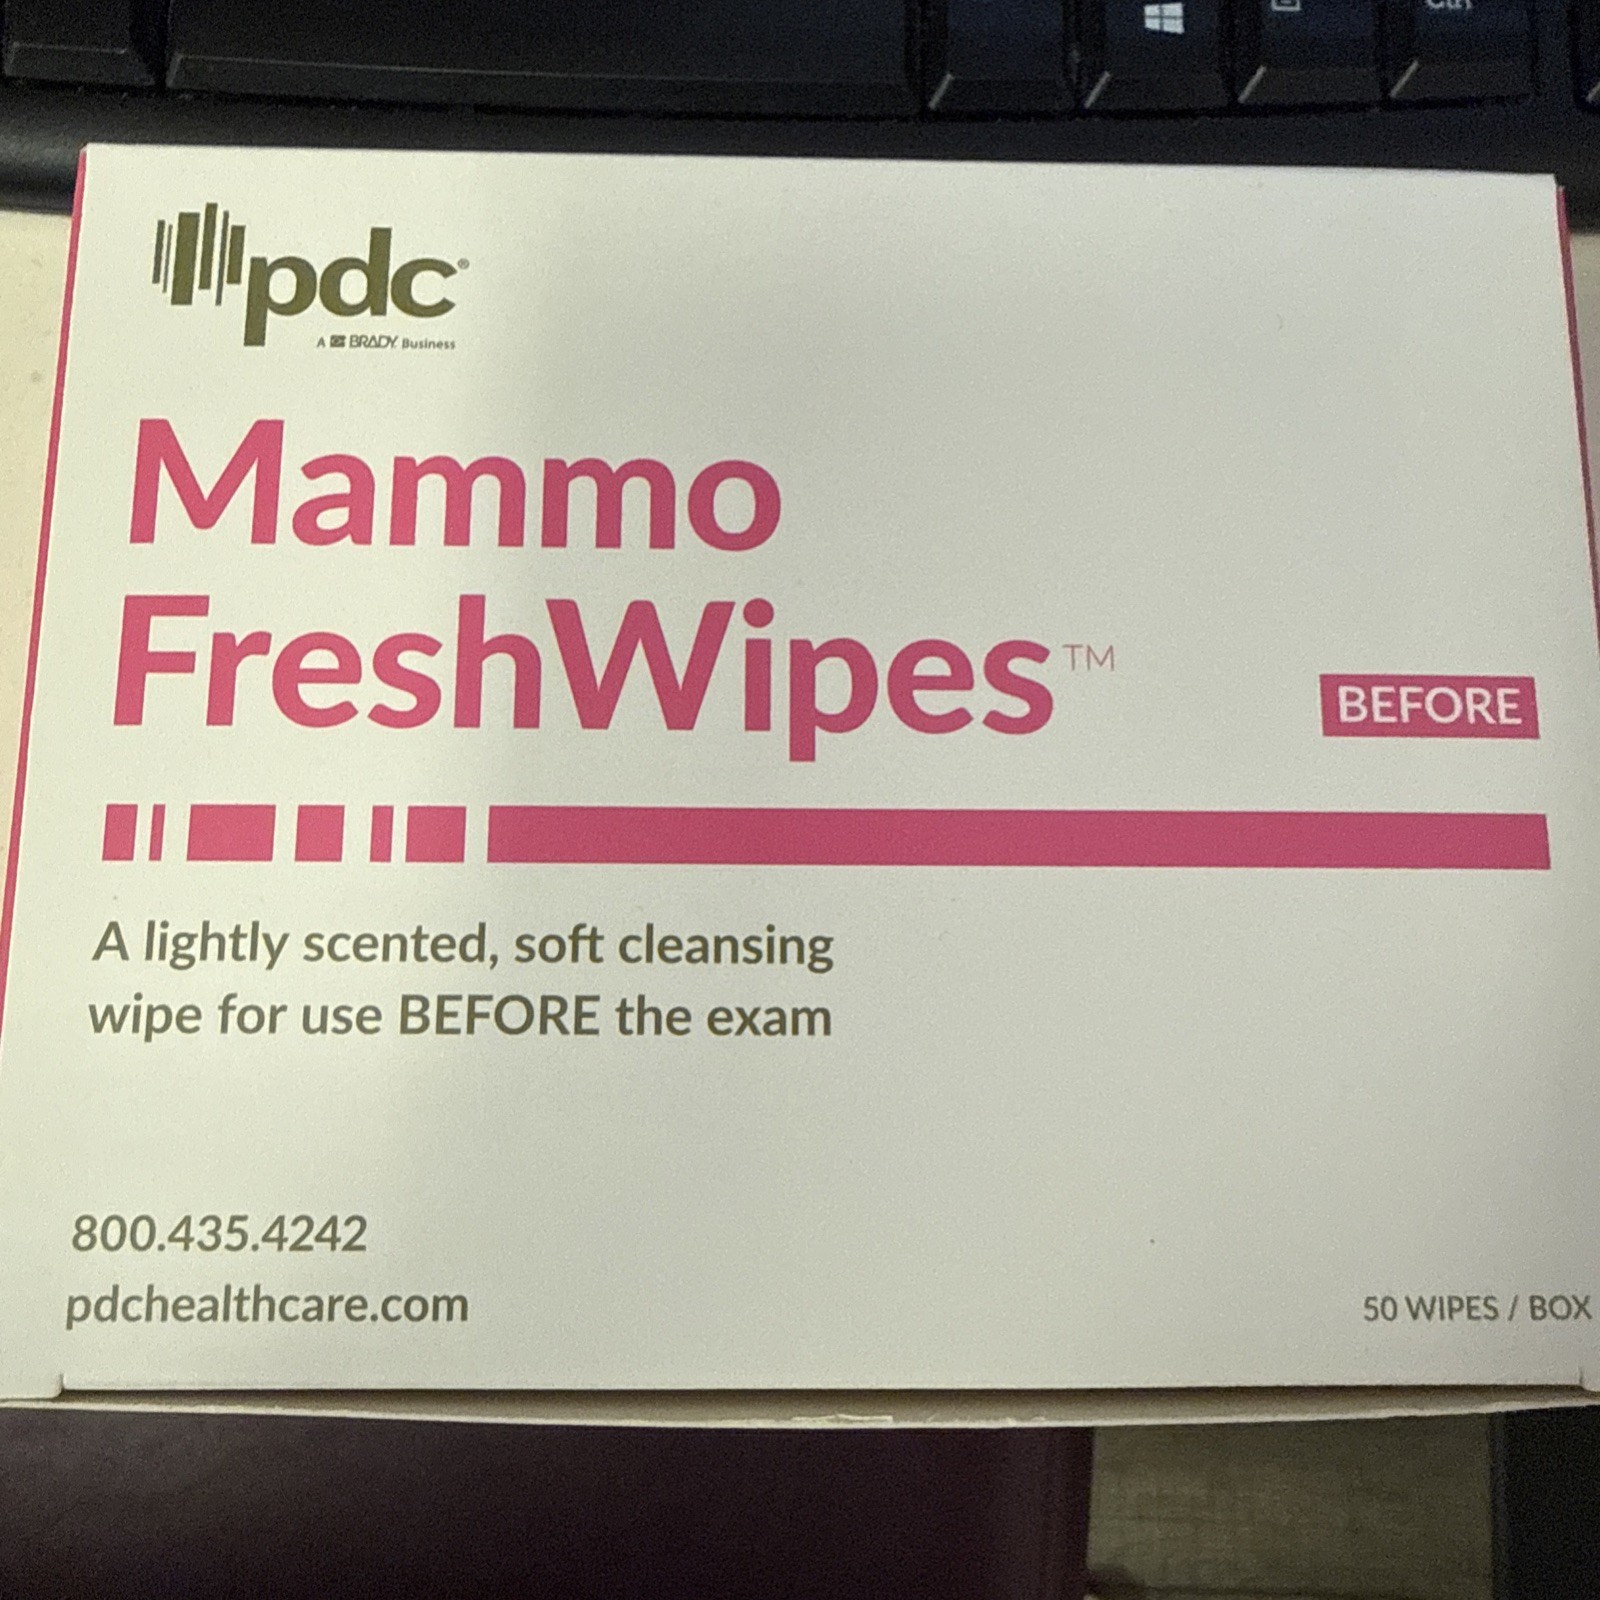 pdc®
A BRADY Business
Mammo
FreshWipes™
BEFORE
A lightly scented, soft cleansing
wipe for use BEFORE the exam
800.435.4242
pdchealthcare.com
50 WIPES / BOX